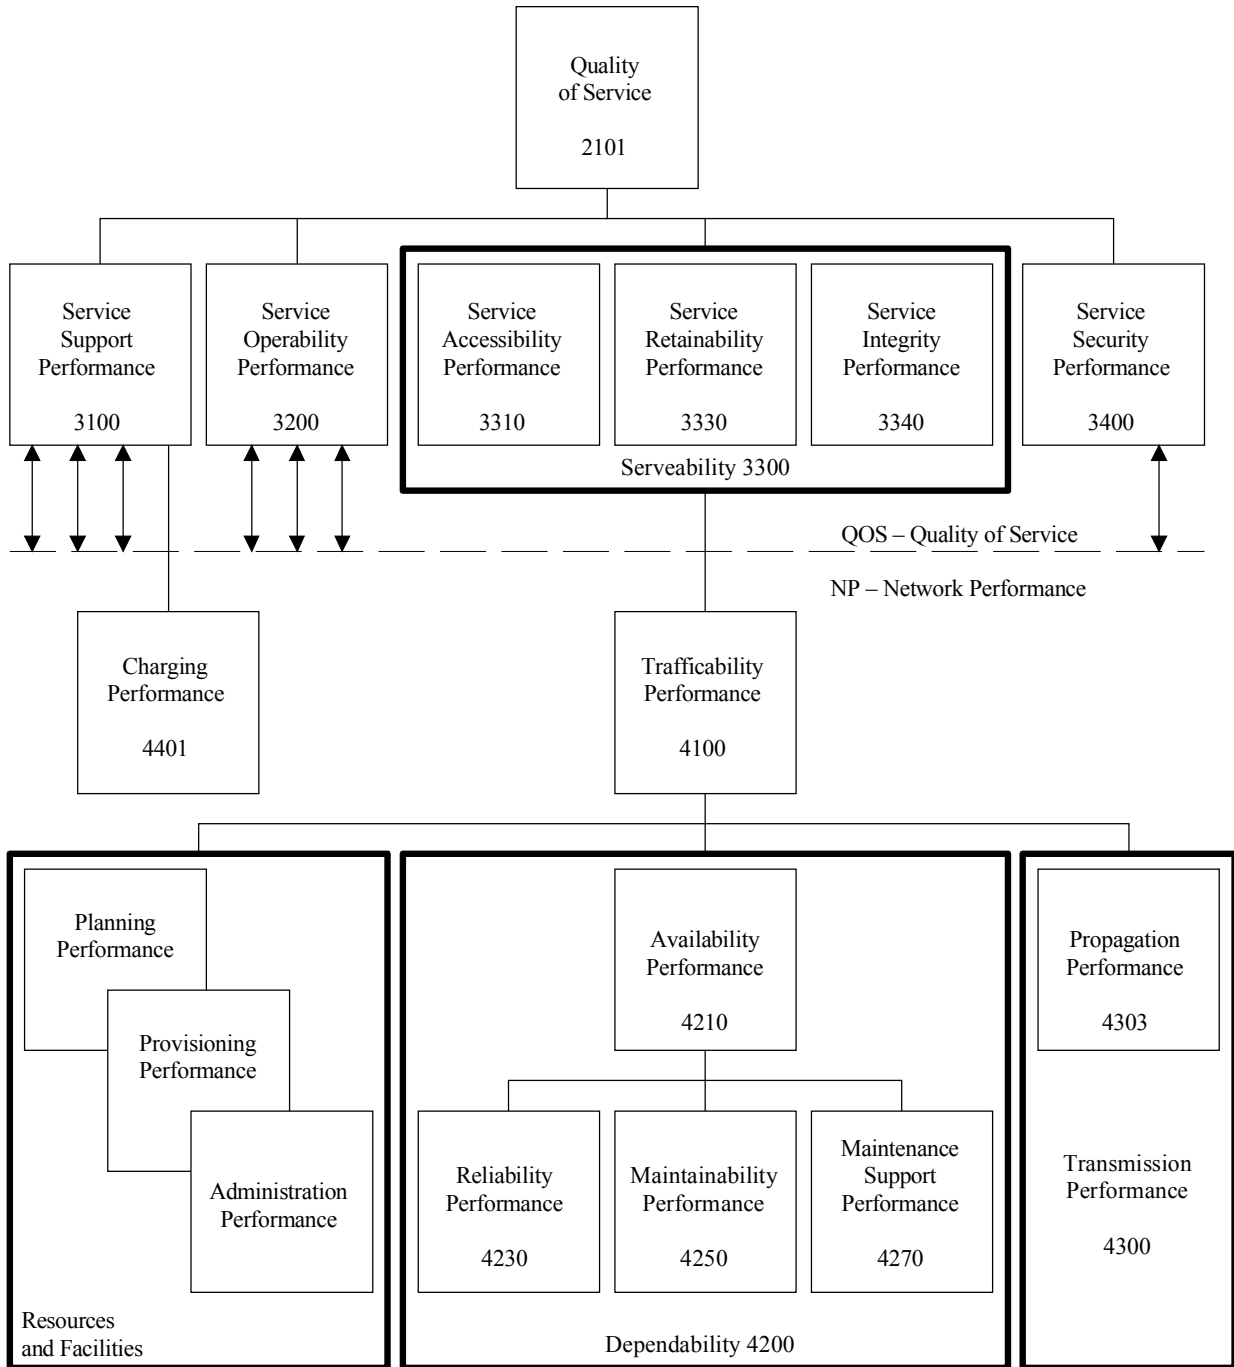 Quality
of Service
2101
Service
Support
Performance
3100
Service
Operability
Performance
3200
Service
Accessibility
Performance
3310
Service
Retainability
Performance
3330
Service
Integrity
Performance
3340
Serveability 3300
Service
Security
Performance
3400
QOS – Quality of Service
NP – Network Performance
Charging
Performance
4401
Trafficability
Performance
4100
Planning
Performance
Provisioning
Performance
Administration
Performance
Resources
and Facilities
Availability
Performance
4210
Reliability
Performance
4230
Maintainability
Performance
4250
Maintenance
Support
Performance
4270
Dependability 4200
Propagation
Performance
4303
Transmission
Performance
4300